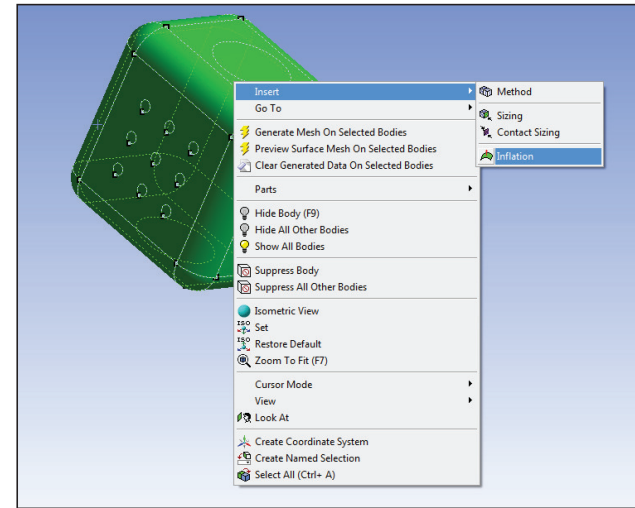 Insert
Go To
Generate Mesh On Selected Bodies
Preview Surface Mesh On Selected Bodies
Clear Generated Data On Selected Bodies
Parts
Hide Body (F9)
Hide All Other Bodies
Show All Bodies
Suppress Body
Suppress All Other Bodies
Isometric View
ISO Set
ISO Restore Default
Zoom To Fit (F7)
Cursor Mode
View
Look At
Create Coordinate System
Create Named Selection
Select All (Ctrl+ A)
Method
Sizing
Contact Sizing
Inflation